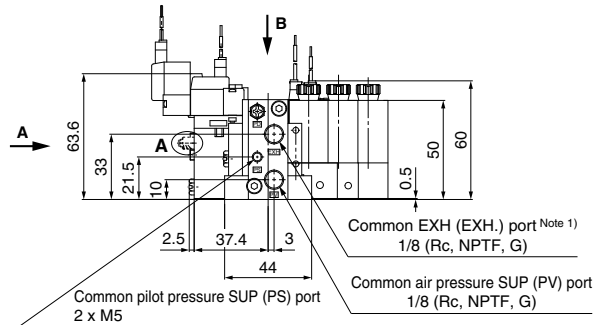 B
A
A
63.6
33
21.5
10
2.5
37.4
3
44
0.5
50
60
Common EXH (EXH.) port Note 1)
1/8 (Rc, NPTF, G)
Common air pressure SUP (PV) port
1/8 (Rc, NPTF, G)
Common pilot pressure SUP (PS) port
2 x M5